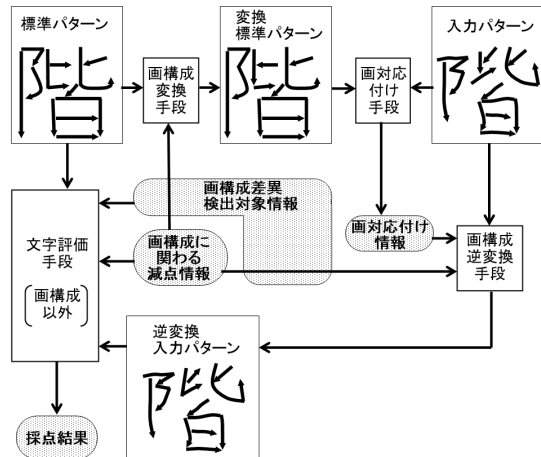 標準パターン
階
画構成
変換
手段
変換
標準パターン
階
画対応
付け
手段
入力パターン
階
文字評価
手段
画構成
以外
画構成差異
検出対象情報
画構成に
関わる
減点情報
画対応付け
情報
画構成
逆変換
手段
逆変換
入力パターン
階
採点結果